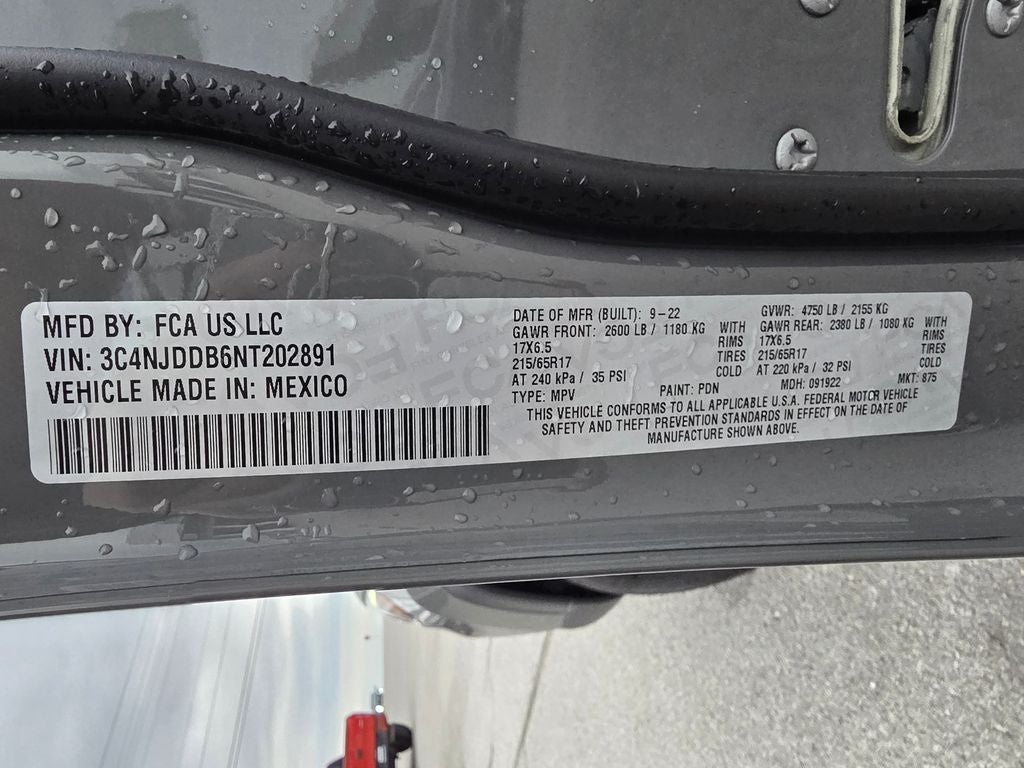 MFD BY: FCA US LLC
VIN: 3C4NJDDB6NT202891
VEHICLE MADE IN: MEXICO
DATE OF MFR (BUILT): 9-22 GVWR: 4750 LB / 2155 KG
GAWR FRONT: 2600 LB / 1180 KG WITH GAWR REAR: 2380 LB / 1080 KG WITH
17X6.5 RIMS 17X6.5 RIMS
215/65R17 TIRES 215/65R17 TIRES
AT 240 kPa / 35 PSI COLD AT 220 kPa / 32 PSI COLD
TYPE: MPV PAINT: PDN MDH: 091922 MKT: 875
THIS VEHICLE CONFORMS TO ALL APPLICABLE U.S.A. FEDERAL MOTOR VEHICLE
SAFETY AND THEFT PREVENTION STANDARDS IN EFFECT ON THE DATE OF
MANUFACTURE SHOWN ABOVE.